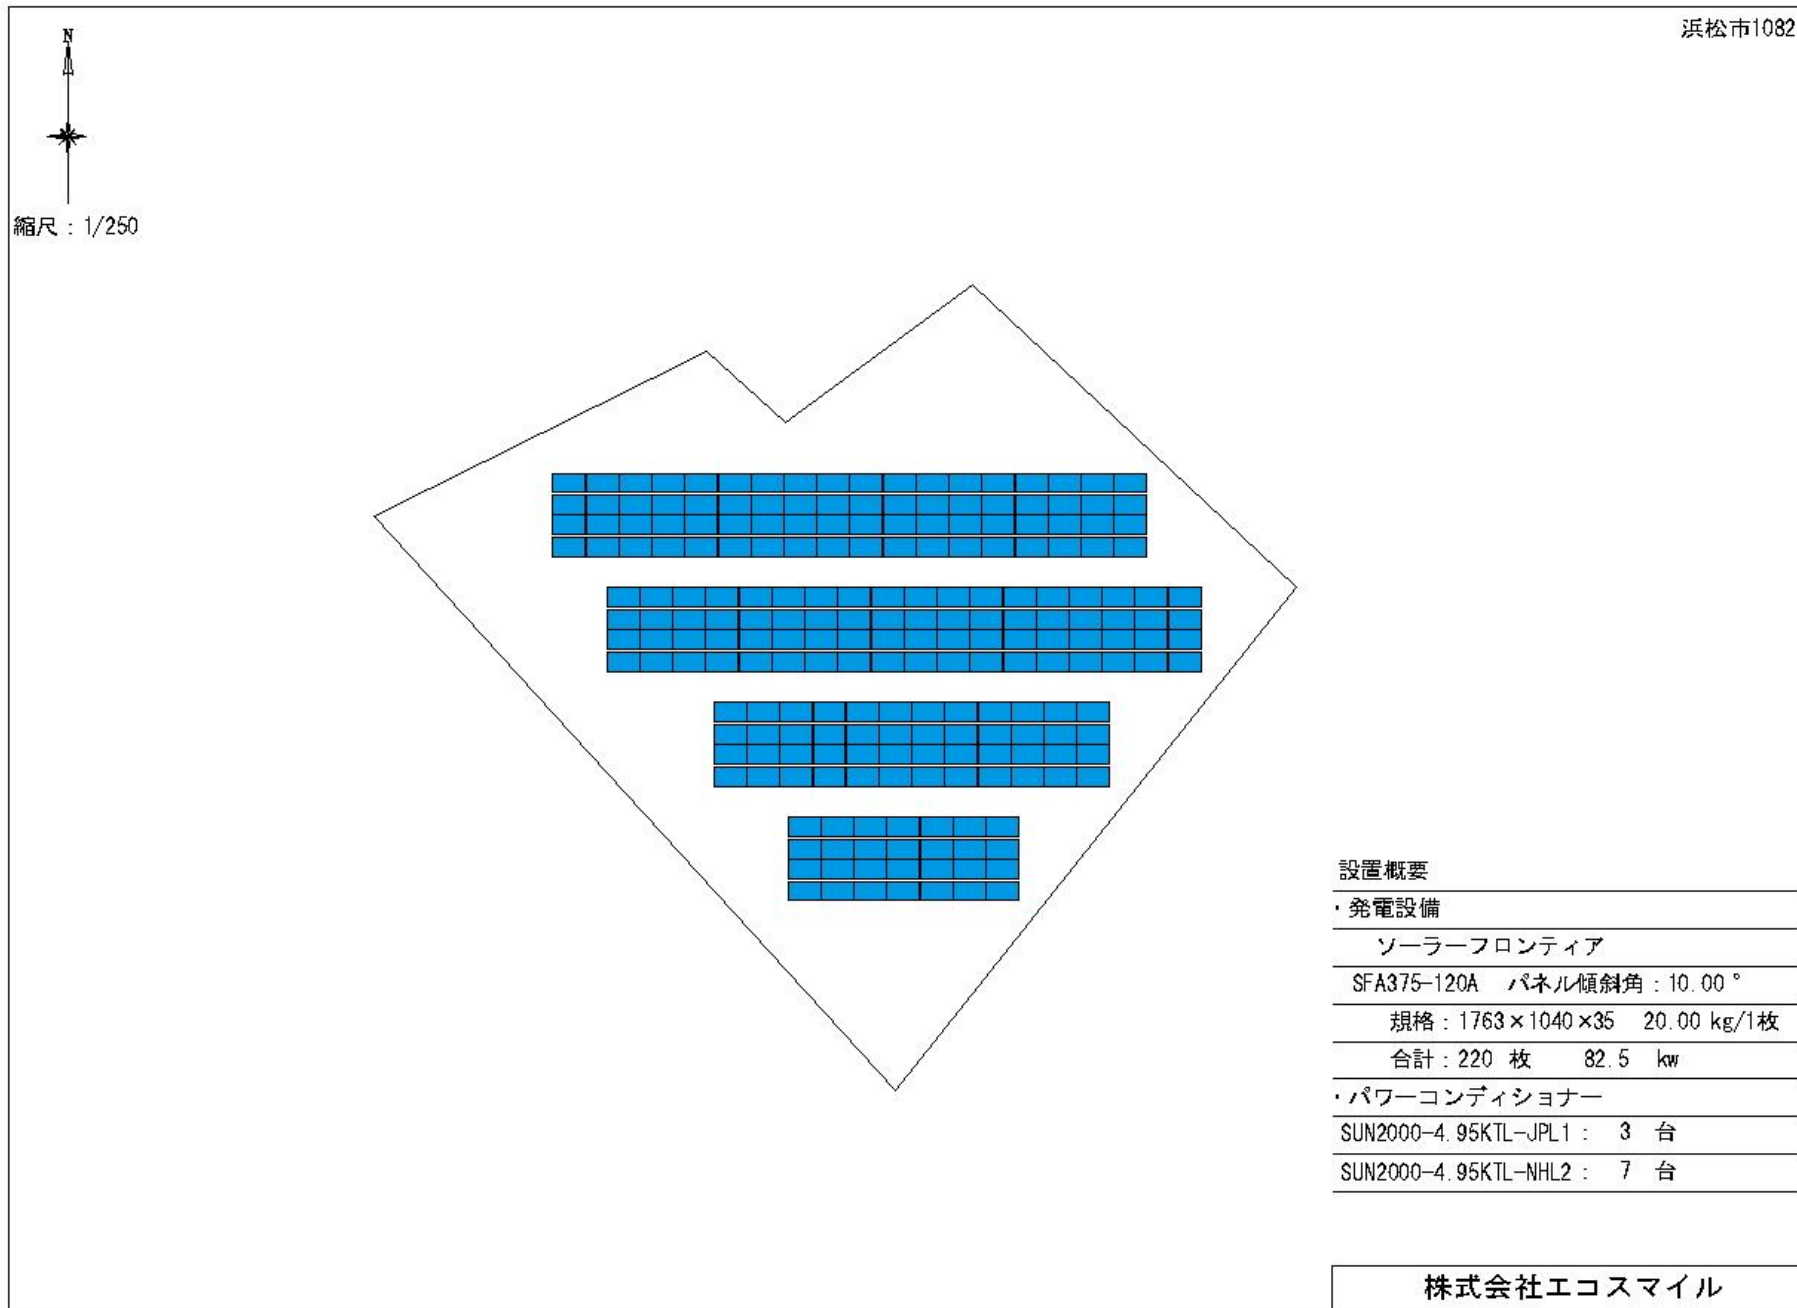 浜松市1082
N
縮尺：1/250
設置概要
・発電設備
ソーラーフロンティア
SFA375-120A パネル傾斜角：10.00°
規格：1763×1040×35 20.00 kg/1枚
合計：220 枚 82.5 kw
・パワーコンディショナー
SUN2000-4.95KTL-JPL1： 3 台
SUN2000-4.95KTL-NHL2： 7 台
株式会社エコスマイル